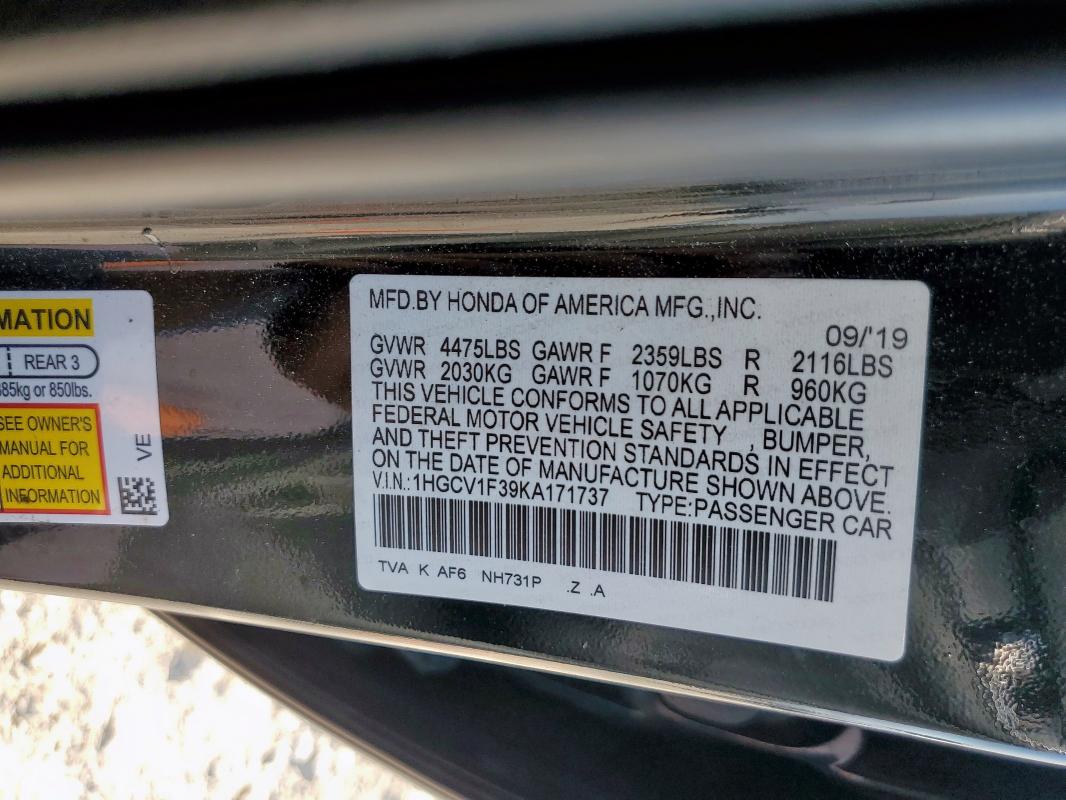 MATION
REAR 3
385kg or 850lbs.
SEE OWNER'S
MANUAL FOR
ADDITIONAL
INFORMATION
VE
MFD.BY HONDA OF AMERICA MFG.,INC.
09/'19
GVWR 4475LBS GAWR F 2359LBS R 2116LBS
GVWR 2030KG GAWR F 1070KG R 960KG
THIS VEHICLE CONFORMS TO ALL APPLICABLE
FEDERAL MOTOR VEHICLE SAFETY , BUMPER,
AND THEFT PREVENTION STANDARDS IN EFFECT
ON THE DATE OF MANUFACTURE SHOWN ABOVE.
V.I.N.:1HGCV1F39KA171737 TYPE:PASSENGER CAR
TVA K AF6 NH731P .Z .A